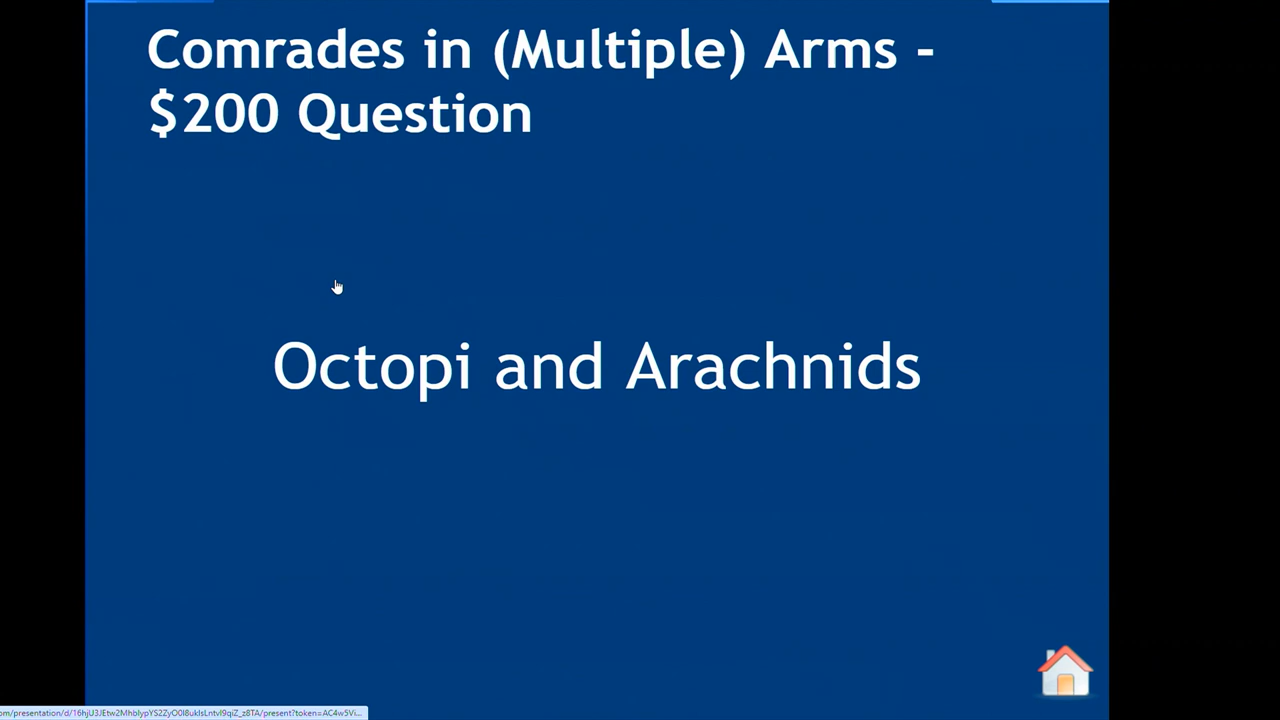 Comrades in (Multiple) Arms -
$200 Question
Octopi and Arachnids